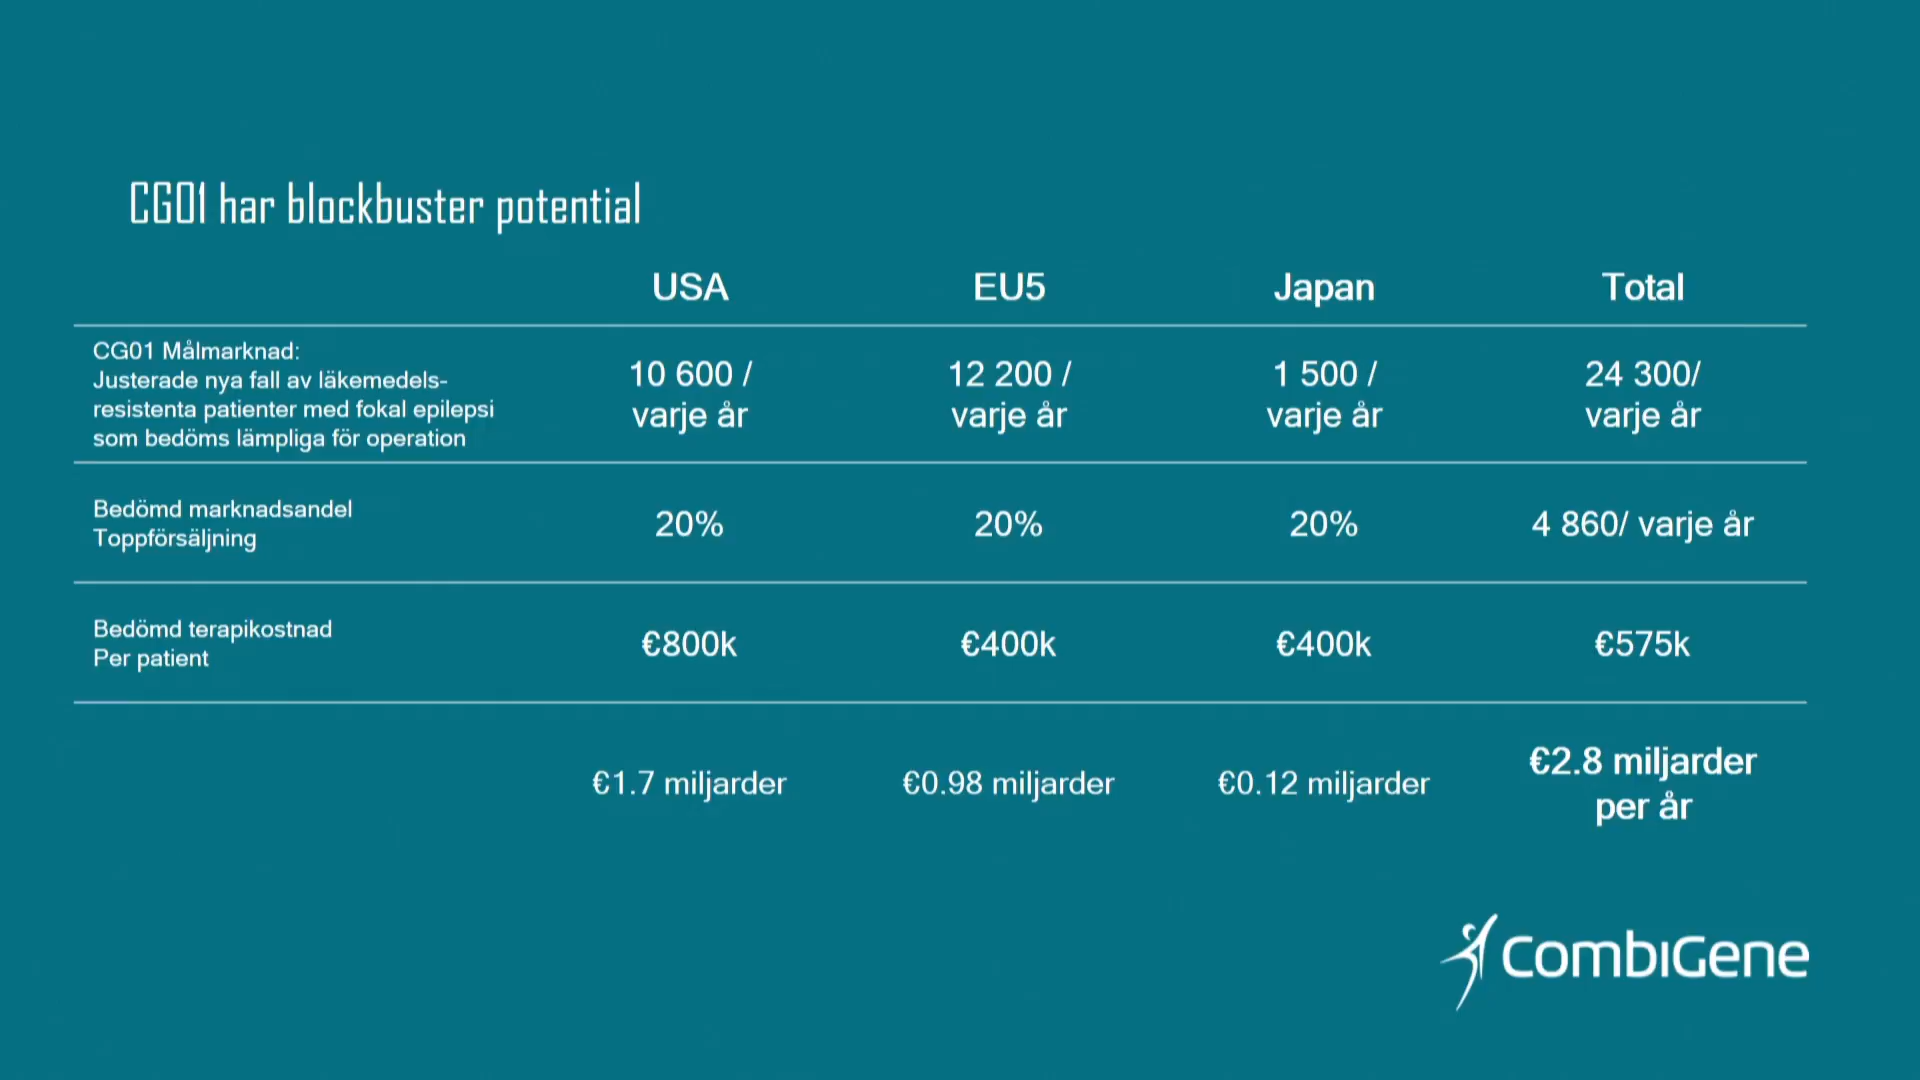 CG01 har blockbuster potential
USA EU5 Japan Total
CG01 Målmarknad:
Justerade nya fall av läkemedels-
resistenta patienter med fokal epilepsi
som bedöms lämpliga för operation
10 600 /
varje år
12 200 /
varje år
1 500 /
varje år
24 300/
varje år
Bedömd marknadsandel
Toppförsäljning
20% 20% 20% 4 860/ varje år
Bedömd terapikostnad
Per patient
€800k €400k €400k €575k
€1.7 miljarder €0.98 miljarder €0.12 miljarder
€2.8 miljarder
per år
CombiGene